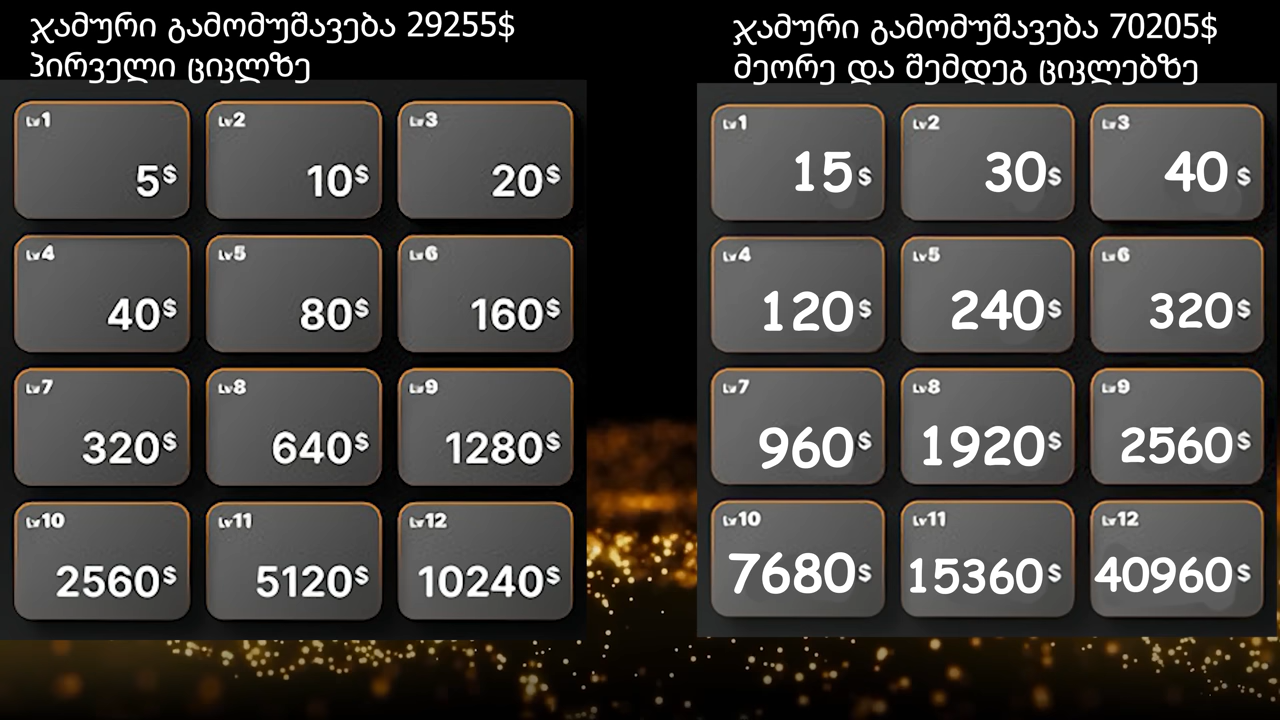 ჯამური გამომუშავება 29255$
პირველი ციკლზე
Lv1
5$
Lv2
10$
Lv3
20$
Lv4
40$
Lv5
80$
Lv6
160$
Lv7
320$
Lv8
640$
Lv9
1280$
Lv10
2560$
Lv11
5120$
Lv12
10240$
ჯამური გამომუშავება 70205$
მეორე და შემდეგ ციკლებზე
Lv1
15$
Lv2
30$
Lv3
40$
Lv4
120$
Lv5
240$
Lv6
320$
Lv7
960$
Lv8
1920$
Lv9
2560$
Lv10
7680$
Lv11
15360$
Lv12
40960$